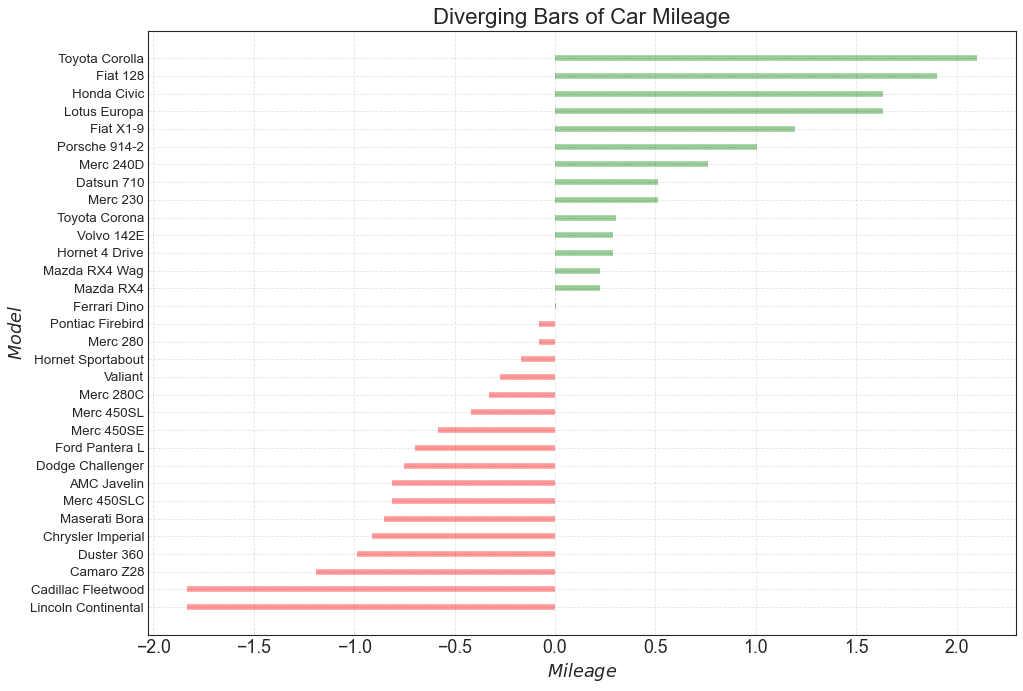 Diverging Bars of Car Mileage
Toyota Corolla
Fiat 128
Honda Civic
Lotus Europa
Fiat X1-9
Porsche 914-2
Merc 240D
Datsun 710
Merc 230
Toyota Corona
Volvo 142E
Hornet 4 Drive
Mazda RX4 Wag
Mazda RX4
Ferrari Dino
Pontiac Firebird
Merc 280
Hornet Sportabout
Valiant
Merc 280C
Merc 450SL
Merc 450SE
Ford Pantera L
Dodge Challenger
AMC Javelin
Merc 450SLC
Maserati Bora
Chrysler Imperial
Duster 360
Camaro Z28
Cadillac Fleetwood
Lincoln Continental
Model
−2.0 −1.5 −1.0 −0.5 0.0 0.5 1.0 1.5 2.0
Mileage